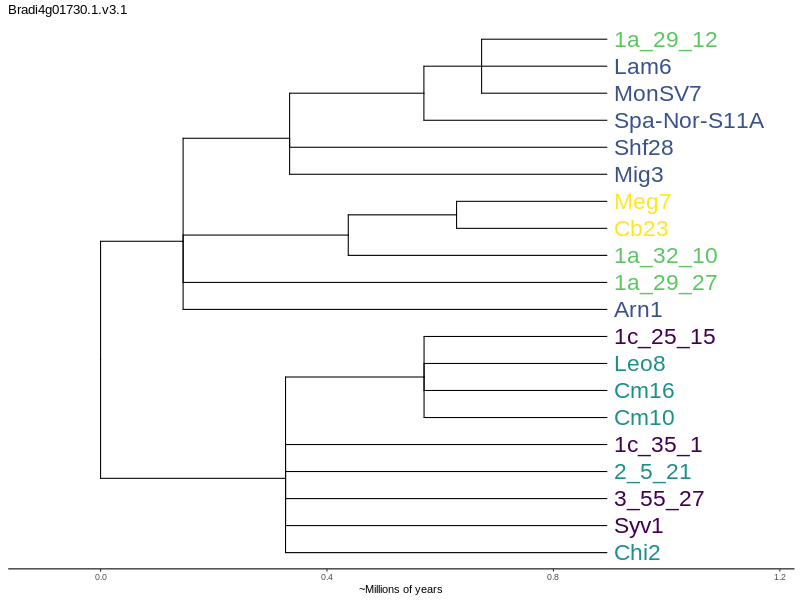 Bradi4g01730.1.v3.1
1a_29_12
Lam6
MonSV7
Spa-Nor-S11A
Shf28
Mig3
Meg7
Cb23
1a_32_10
1a_29_27
Arn1
1c_25_15
Leo8
Cm16
Cm10
1c_35_1
2_5_21
3_55_27
Syv1
Chi2
0.0 0.4 0.8 1.2
~Millions of years